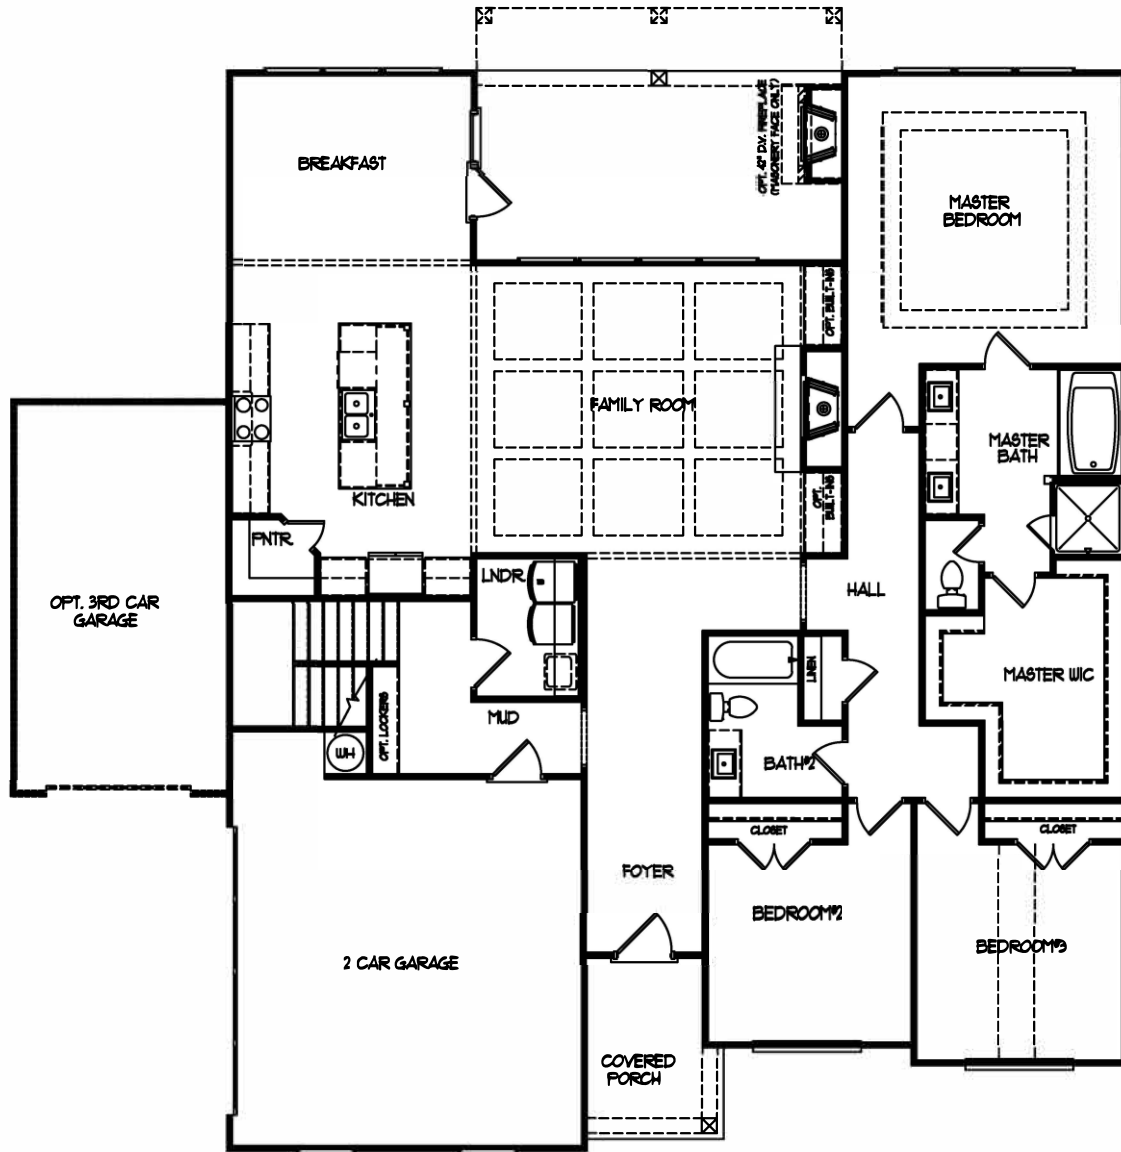 OPT. 42" D.V. FIREPLACE
(MASONERY FACE ONLY)
BREAKFAST
MASTER
BEDROOM
OPT. BUILT-INS
FAMILY ROOM
MASTER
BATH
KITCHEN
OPT.
BUILT-INS
PNTR.
LNDR.
HALL
OPT. 3RD CAR
GARAGE
LINEN
MASTER WIC
MUD
OPT. LOCKERS
WH
BATH#2
CLOSET
CLOSET
FOYER
BEDROOM#2
BEDROOM#3
2 CAR GARAGE
COVERED
PORCH